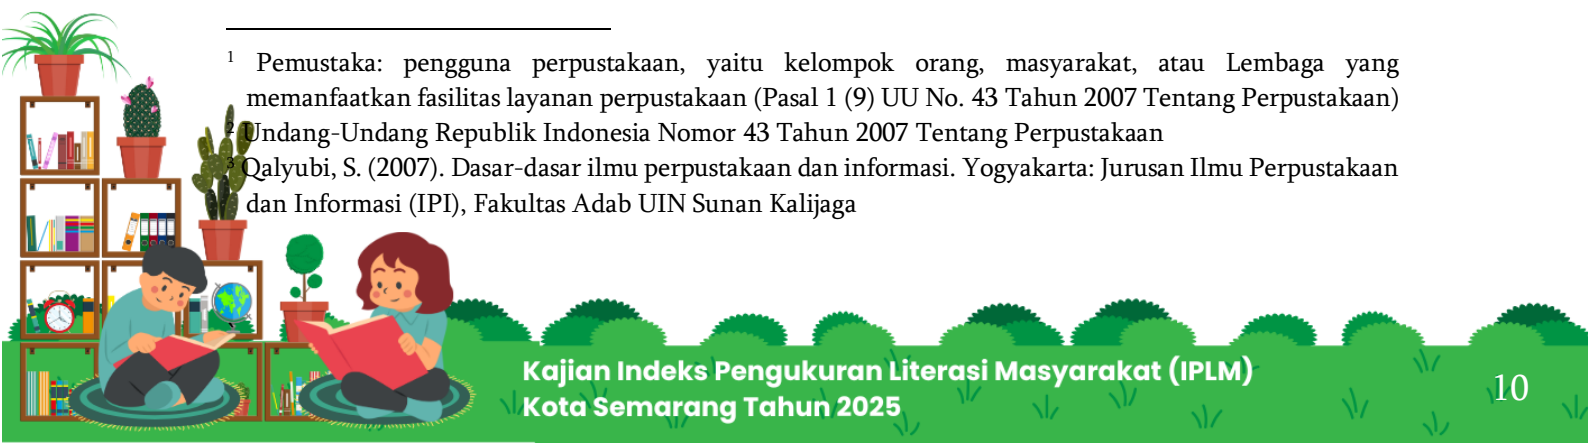 1 Pemustaka: pengguna perpustakaan, yaitu kelompok orang, masyarakat, atau Lembaga yang
memanfaatkan fasilitas layanan perpustakaan (Pasal 1 (9) UU No. 43 Tahun 2007 Tentang Perpustakaan)
2 Undang-Undang Republik Indonesia Nomor 43 Tahun 2007 Tentang Perpustakaan
3 Qalyubi, S. (2007). Dasar-dasar ilmu perpustakaan dan informasi. Yogyakarta: Jurusan Ilmu Perpustakaan
dan Informasi (IPI), Fakultas Adab UIN Sunan Kalijaga
Kajian Indeks Pengukuran Literasi Masyarakat (IPLM)
Kota Semarang Tahun 2025
10